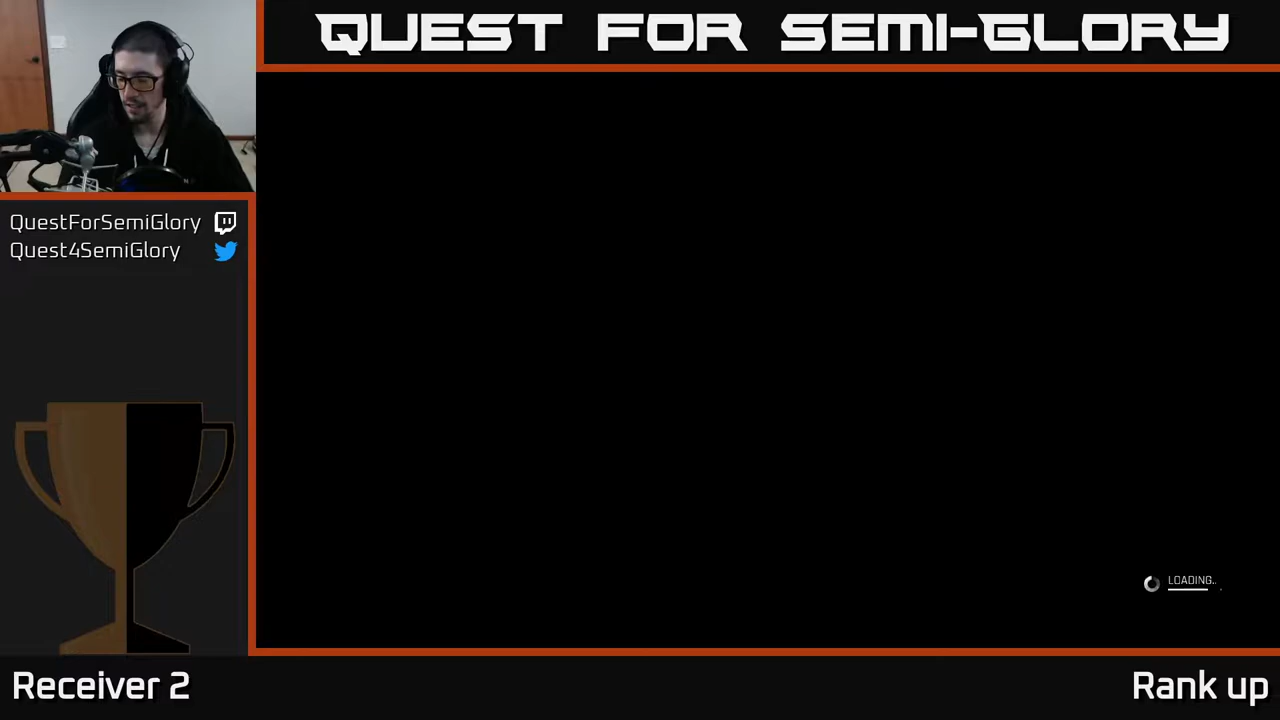 QUEST FOR SEMI-GLORY
QuestForSemiGlory
Quest4SemiGlory
LOADING..
Receiver 2
Rank up